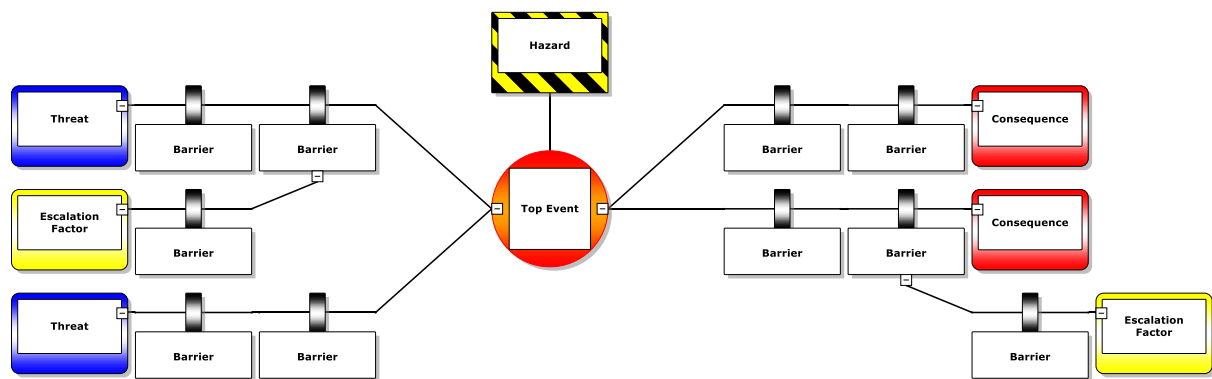 Hazard
Threat
Barrier
Barrier
Top Event
Barrier
Barrier
Consequence
Escalation
Factor
Barrier
Barrier
Barrier
Consequence
Threat
Barrier
Barrier
Barrier
Escalation
Factor